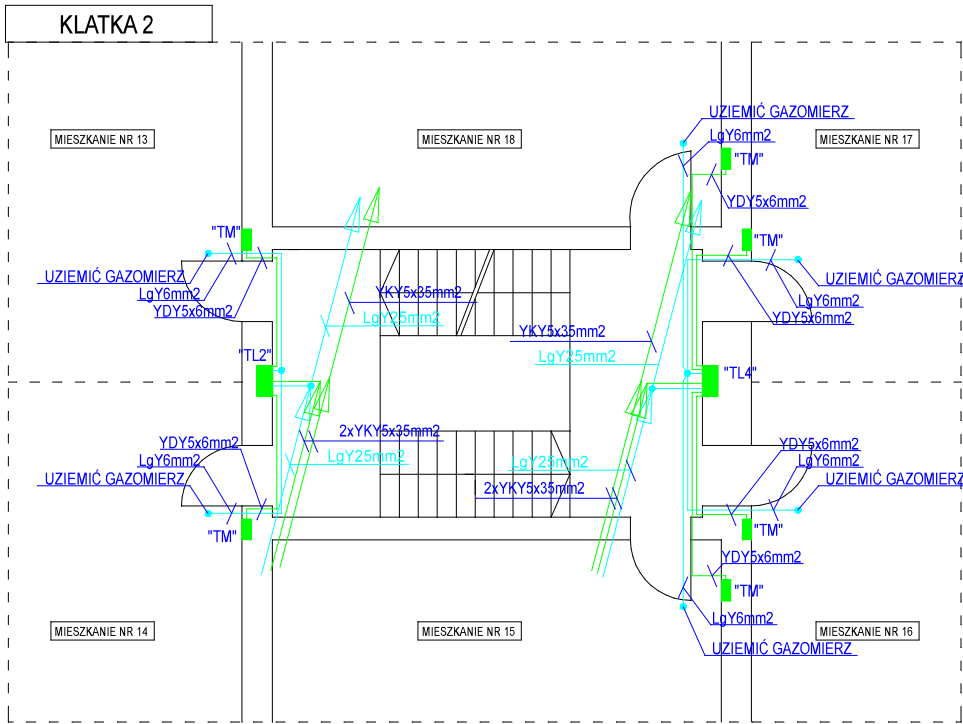 KLATKA 2
MIESZKANIE NR 13
MIESZKANIE NR 18
MIESZKANIE NR 17
UZIEMIĆ GAZOMIERZ
LgY6mm2
"TM"
YDY5x6mm2
"TM"
"TM"
UZIEMIĆ GAZOMIERZ
LgY6mm2
YDY5x6mm2
UZIEMIĆ GAZOMIERZ
LgY6mm2
YDY5x6mm2
YKY5x35mm2
LgY25mm2
YKY5x35mm2
LgY25mm2
"TL2"
"TL4"
2xYKY5x35mm2
LgY25mm2
LgY25mm2
2xYKY5x35mm2
YDY5x6mm2
LgY6mm2
UZIEMIĆ GAZOMIERZ
"TM"
YDY5x6mm2
LgY6mm2
UZIEMIĆ GAZOMIERZ
"TM"
YDY5x6mm2
"TM"
LgY6mm2
UZIEMIĆ GAZOMIERZ
MIESZKANIE NR 14
MIESZKANIE NR 15
MIESZKANIE NR 16